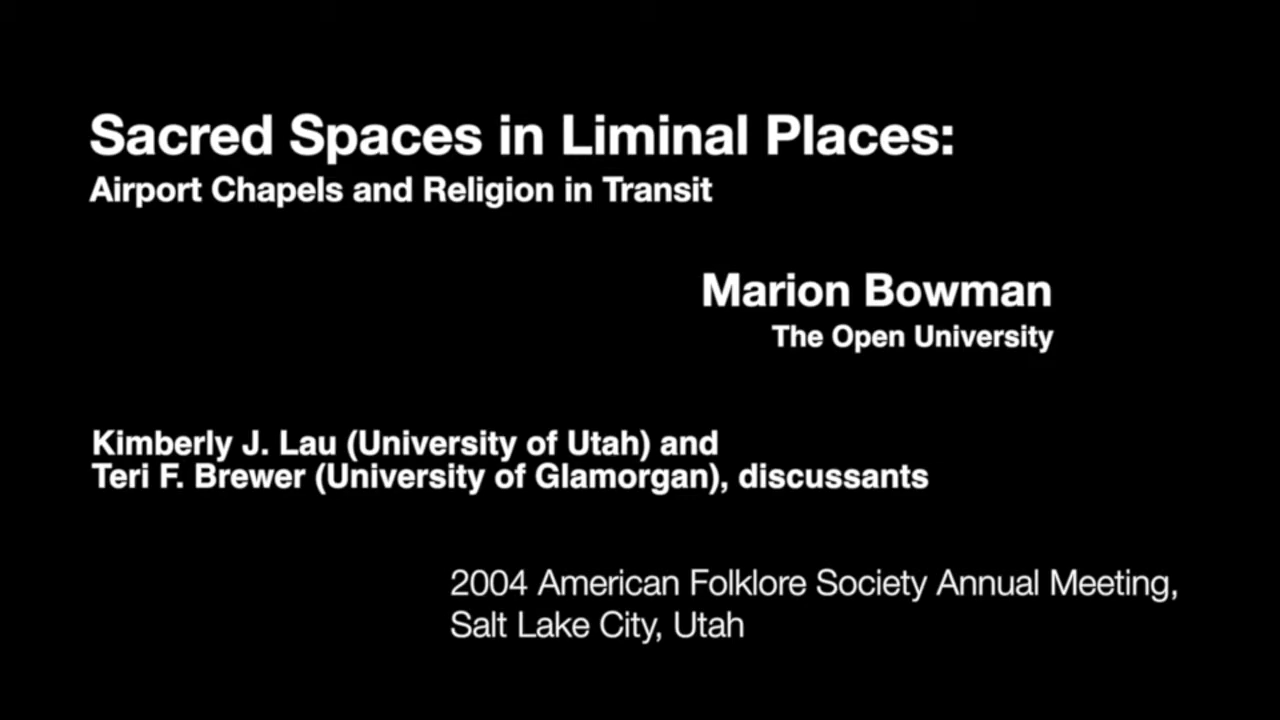 Sacred Spaces in Liminal Places:
Airport Chapels and Religion in Transit
Marion Bowman
The Open University
Kimberly J. Lau (University of Utah) and
Teri F. Brewer (University of Glamorgan), discussants
2004 American Folklore Society Annual Meeting,
Salt Lake City, Utah